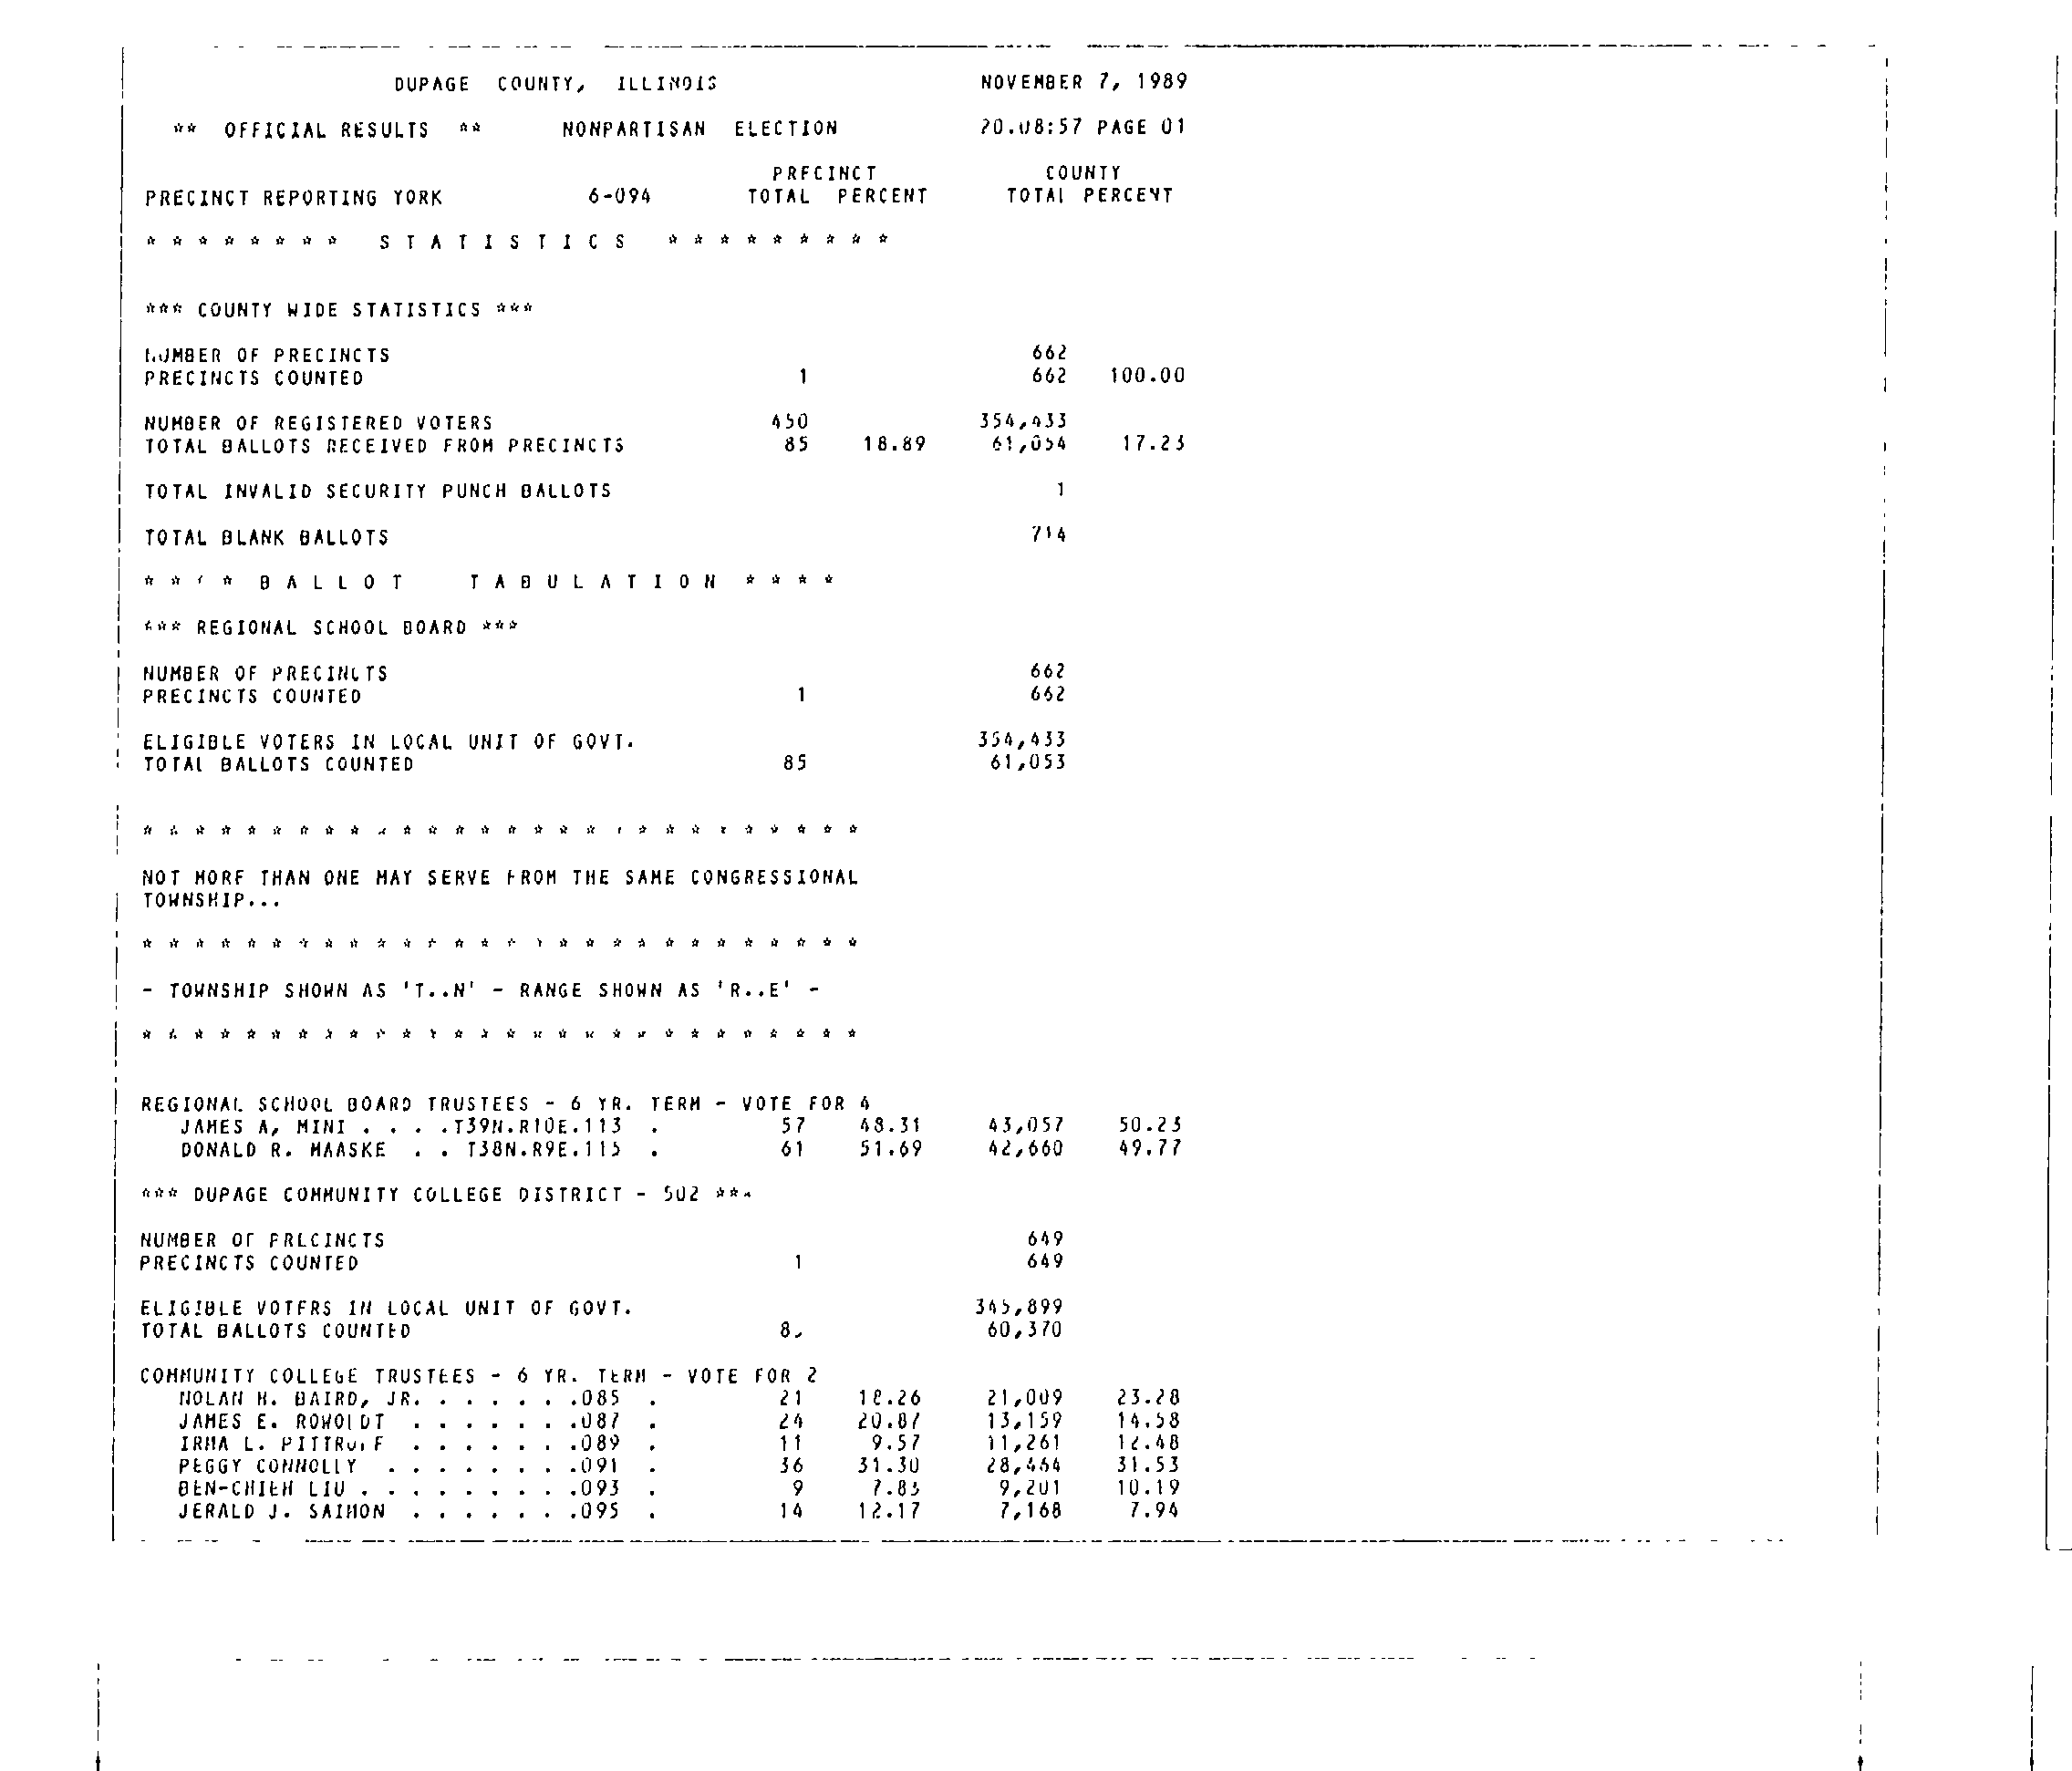 DUPAGE COUNTY, ILLINOIS NOVEMBER 7, 1989
** OFFICIAL RESULTS ** NONPARTISAN ELECTION 20.08:57 PAGE 01
PRECINCT COUNTY
PRECINCT REPORTING YORK 6-094 TOTAL PERCENT TOTAL PERCENT
* * * * * * * * S T A T I S T I C S * * * * * * * * *
*** COUNTY WIDE STATISTICS ***
NUMBER OF PRECINCTS 662
PRECINCTS COUNTED 1 662 100.00
NUMBER OF REGISTERED VOTERS 450 354,433
TOTAL BALLOTS RECEIVED FROM PRECINCTS 85 18.89 61,054 17.23
TOTAL INVALID SECURITY PUNCH BALLOTS 1
TOTAL BLANK BALLOTS 714
* * * * B A L L O T T A B U L A T I O N * * * *
*** REGIONAL SCHOOL BOARD ***
NUMBER OF PRECINCTS 662
PRECINCTS COUNTED 1 662
ELIGIBLE VOTERS IN LOCAL UNIT OF GOVT. 354,433
TOTAL BALLOTS COUNTED 85 61,053
* * * * * * * * * * * * * * * * * * * * * * * * * * * *
NOT MORE THAN ONE MAY SERVE FROM THE SAME CONGRESSIONAL
TOWNSHIP...
* * * * * * * * * * * * * * * * * * * * * * * * * * * *
- TOWNSHIP SHOWN AS 'T..N' - RANGE SHOWN AS 'R..E' -
* * * * * * * * * * * * * * * * * * * * * * * * * * * *
REGIONAL SCHOOL BOARD TRUSTEES - 6 YR. TERM - VOTE FOR 4
JAMES A, MINI . . . .T39N.R10E.113 . 57 48.31 43,057 50.23
DONALD R. MAASKE . . T38N.R9E.115 . 61 51.69 42,660 49.77
*** DUPAGE COMMUNITY COLLEGE DISTRICT - 502 ***
NUMBER OF PRECINCTS 649
PRECINCTS COUNTED 1 649
ELIGIBLE VOTERS IN LOCAL UNIT OF GOVT. 345,899
TOTAL BALLOTS COUNTED 60,370
COMMUNITY COLLEGE TRUSTEES - 6 YR. TERM - VOTE FOR 2
NOLAN H. BAIRD, JR. . . . . . .085 . 21 18.26 21,009 23.28
JAMES E. ROWOLDT . . . . . . .087 . 24 20.87 13,159 14.58
IRMA L. . . . . . . .089 . 11 9.57 11,261 12.48
PEGGY CONNOLLY . . . . . . . .091 . 36 31.30 28,464 31.53
BEN-CHIEH LIU . . . . . . . . .093 . 9 7.83 9,201 10.19
JERALD J. SAIMON . . . . . . .095 . 14 12.17 7,168 7.94